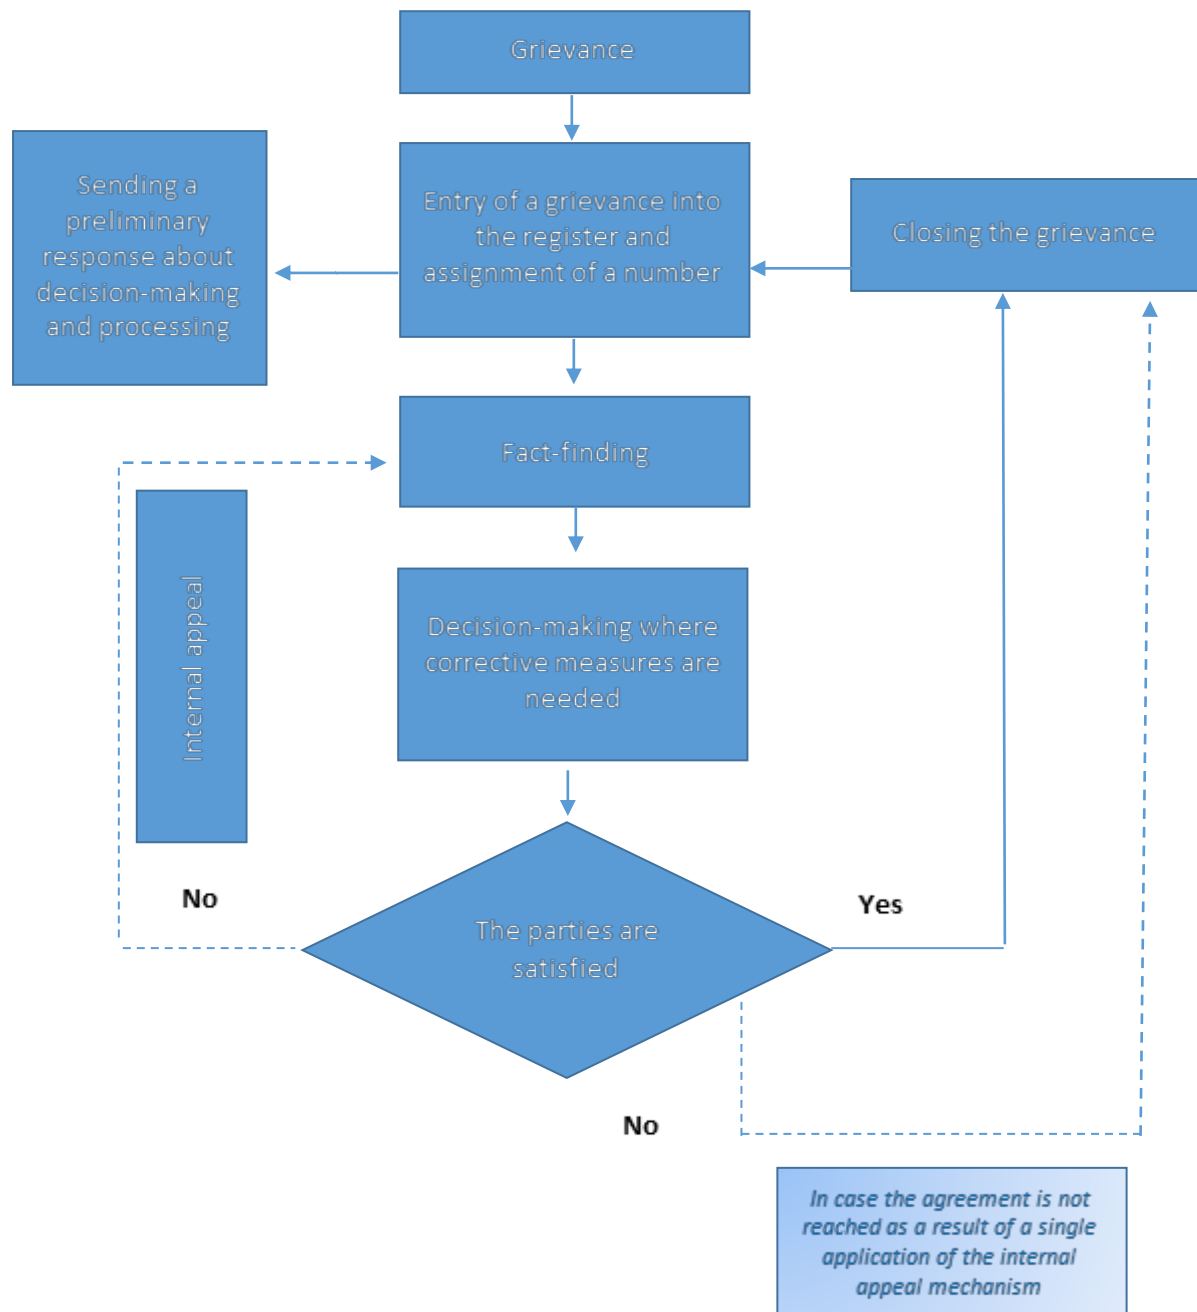 Grievance
Sending a
preliminary
response about
decision-making
and processing
Entry of a grievance into
the register and
assignment of a number
Closing the grievance
Fact-finding
Internal appeal
Decision-making where
corrective measures are
needed
No
Yes
The parties are
satisfied
No
In case the agreement is not
reached as a result of a single
application of the internal
appeal mechanism